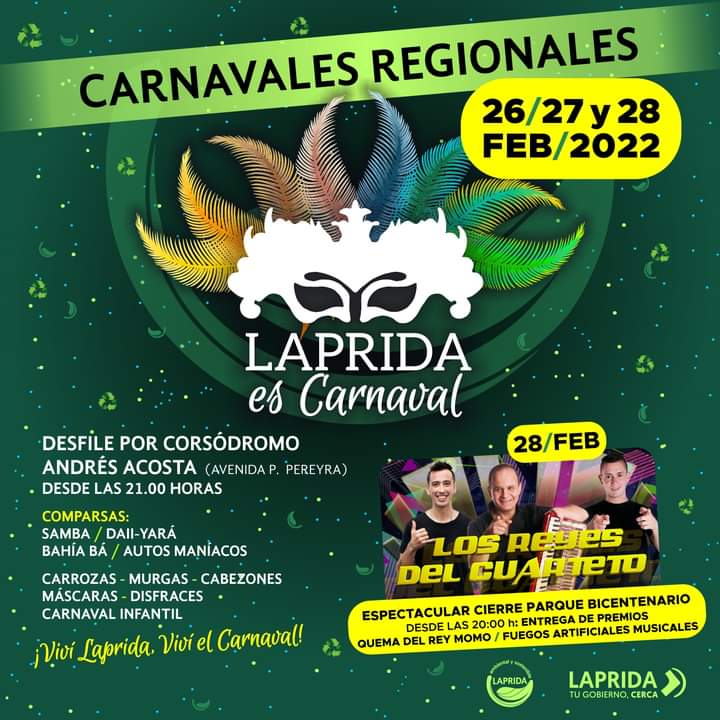 CARNAVALES REGIONALES
26/27 y 28
FEB/2022
LAPRIDA
es Carnaval
DESFILE POR CORSÓDROMO
ANDRÉS ACOSTA (AVENIDA P. PEREYRA)
DESDE LAS 21.00 HORAS
COMPARSAS:
SAMBA / DAII-YARÁ
BAHÍA BÁ / AUTOS MANÍACOS
CARROZAS - MURGAS - CABEZONES
MÁSCARAS - DISFRACES
CARNAVAL INFANTIL
¡Viví Laprida, Viví el Carnaval!
28/FEB
LOS REYES
DEL CUARTETO
ESPECTACULAR CIERRE PARQUE BICENTENARIO
DESDE LAS 20:00 h: ENTREGA DE PREMIOS
QUEMA DEL REY MOMO / FUEGOS ARTIFICIALES MUSICALES
LAPRIDA
LAPRIDA
TU GOBIERNO, CERCA